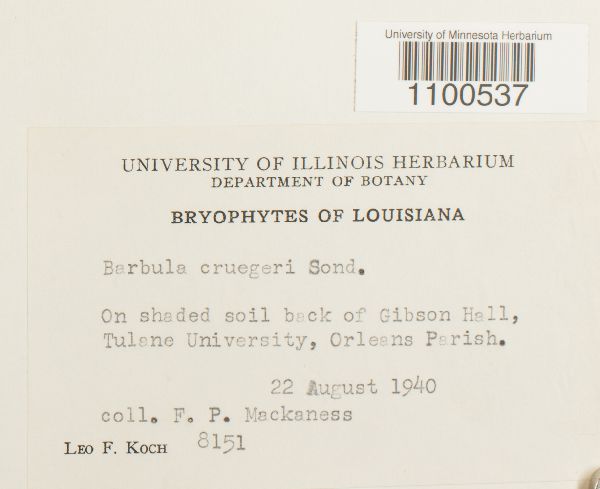 University of Minnesota Herbarium
1100537
UNIVERSITY OF ILLINOIS HERBARIUM
DEPARTMENT OF BOTANY
BRYOPHYTES OF LOUISIANA
Barbula cruegeri Sond.
On shaded soil back of Gibson Hall,
Tulane University, Orleans Parish.
22 August 1940
coll. F. P. Mackaness
LEO F. KOCH 8151